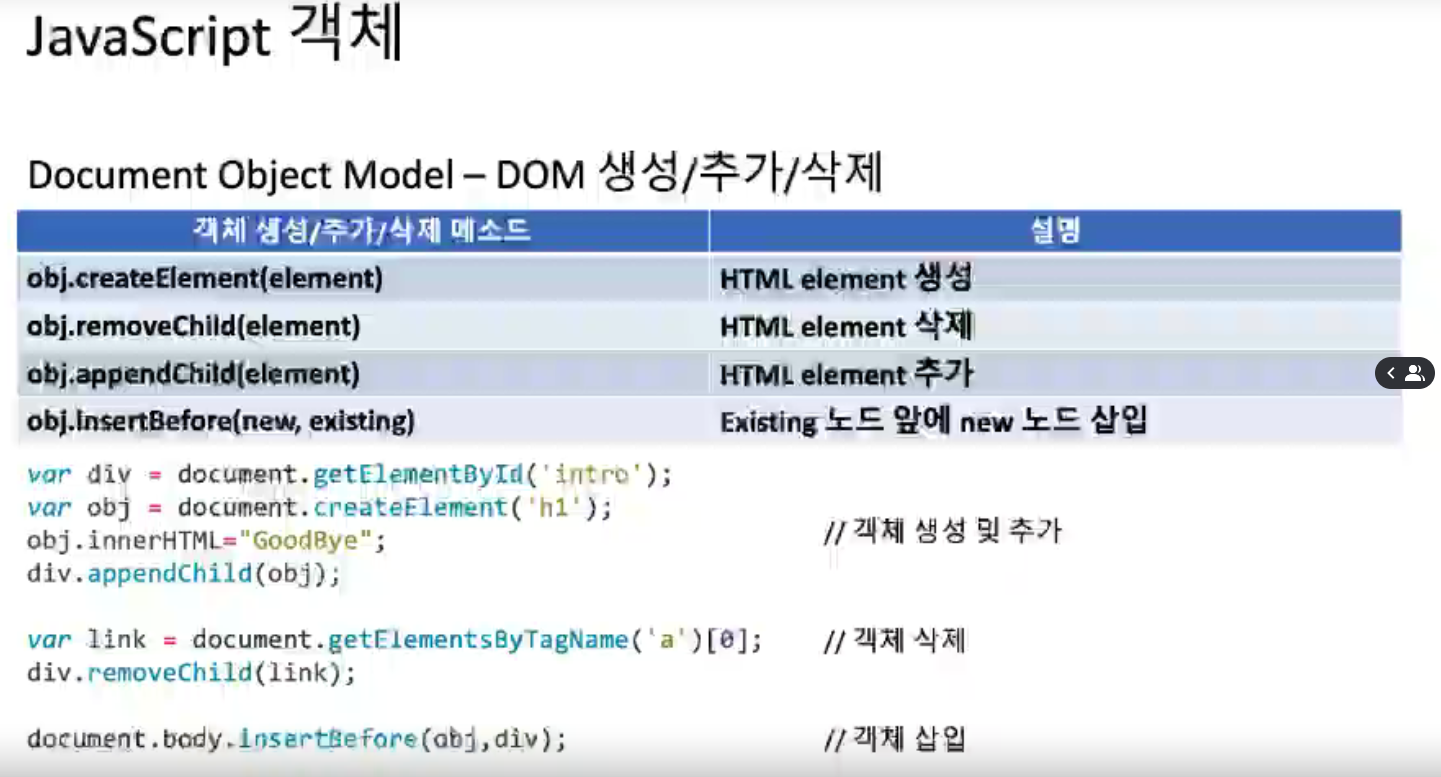 JavaScript 객체
Document Object Model – DOM 생성/추가/삭제
객체 생성/추가/삭제 메소드 설명
obj.createElement(element) HTML element 생성
obj.removeChild(element) HTML element 삭제
obj.appendChild(element) HTML element 추가
obj.insertBefore(new, existing) Existing 노드 앞에 new 노드 삽입
var div = document.getElementById('intro');
var obj = document.createElement('h1');
obj.innerHTML="GoodBye"; // 객체 생성 및 추가
div.appendChild(obj);
var link = document.getElementsByTagName('a')[0]; // 객체 삭제
div.removeChild(link);
document.body.insertBefore(obj,div); // 객체 삽입